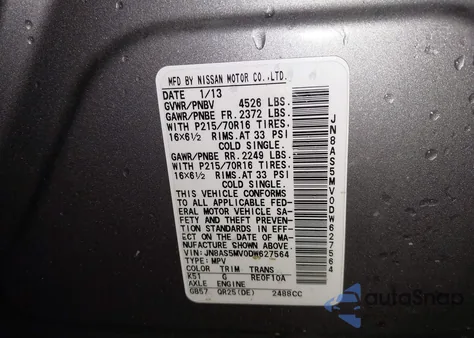 MFD BY NISSAN MOTOR CO.,LTD.
DATE 1/13
GVWR/PNBV 4526 LBS.
GAWR/PNBE FR. 2372 LBS.
WITH P215/70R16 TIRES.
16X6½ RIMS.AT 33 PSI
COLD SINGLE.
GAWR/PNBE RR. 2249 LBS.
WITH P215/70R16 TIRES.
16X6½ RIMS.AT 33 PSI
COLD SINGLE.
THIS VEHICLE CONFORMS
TO ALL APPLICABLE FED-
ERAL MOTOR VEHICLE SA-
FETY AND THEFT PREVEN-
TION STANDARDS IN EFF-
ECT ON THE DATE OF MA-
NUFACTURE SHOWN ABOVE.
VIN:JN8AS5MV0DW627564
TYPE:MPV
COLOR TRIM TRANS
K51 G RE0F10A
AXLE ENGINE
GB57 QR25(DE) 2488CC
JN8AS5MV0DW627564
AutoSnap